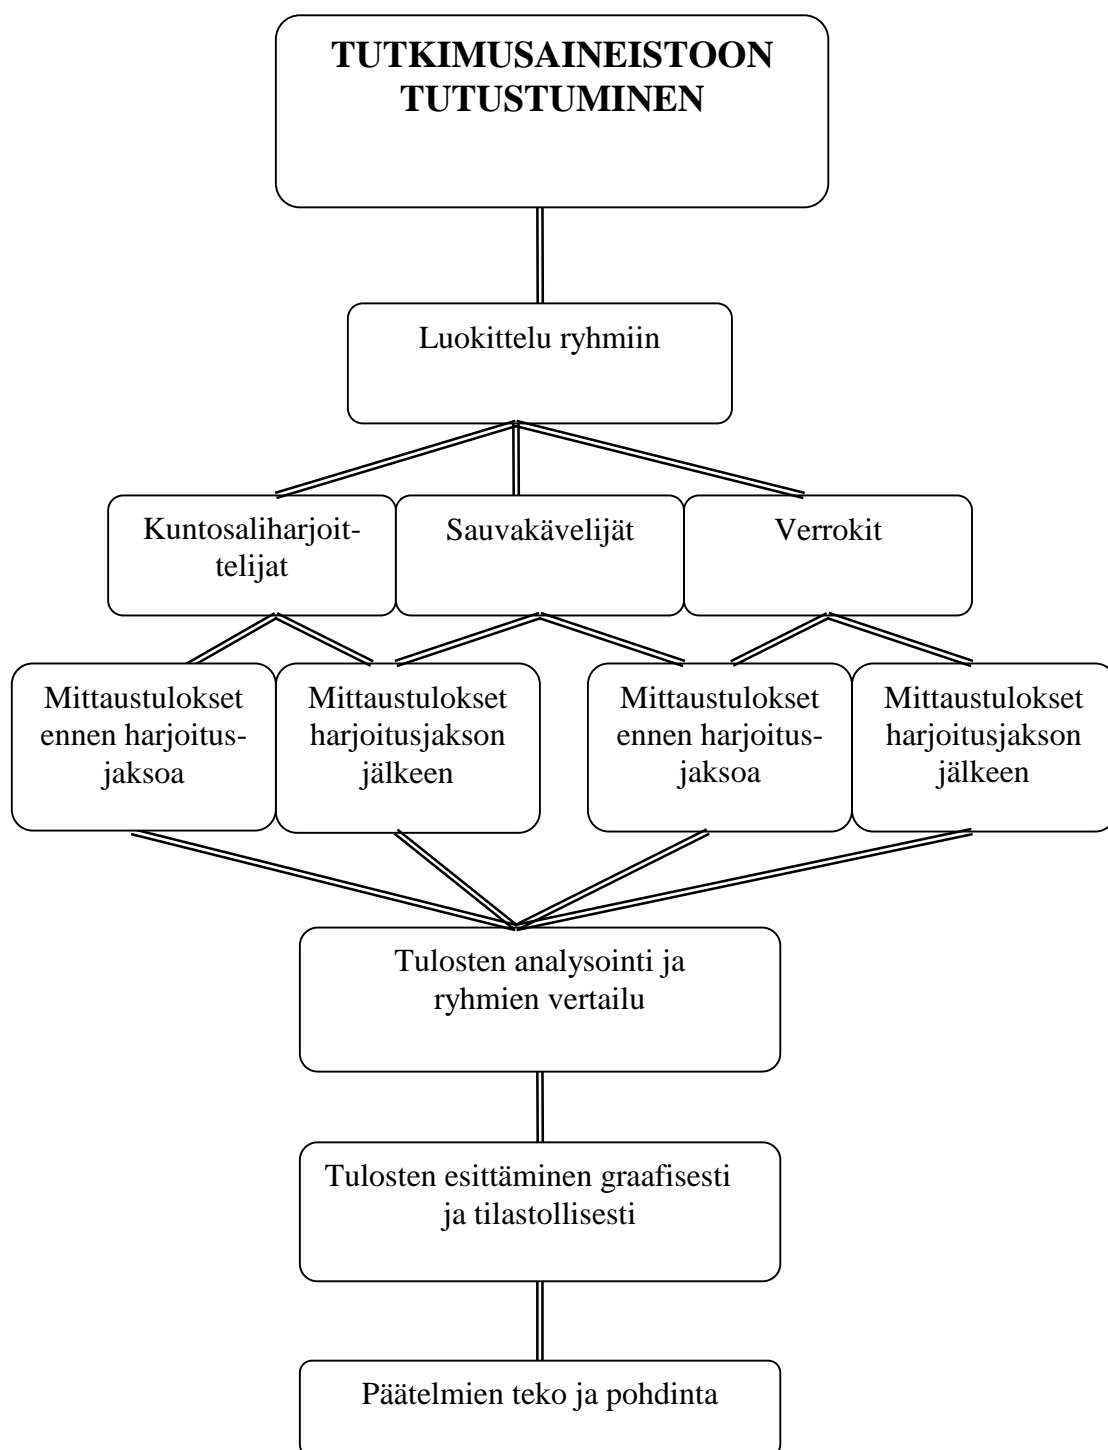 TUTKIMUSAINEISTOON
TUTUSTUMINEN
Luokittelu ryhmiin
Kuntosaliharjoit-
telijat
Sauvakävelijät
Verrokit
Mittaustulokset
ennen harjoitus-
jaksoa
Mittaustulokset
harjoitusjakson
jälkeen
Mittaustulokset
ennen harjoitus-
jaksoa
Mittaustulokset
harjoitusjakson
jälkeen
Tulosten analysointi ja
ryhmien vertailu
Tulosten esittäminen graafisesti
ja tilastollisesti
Päätelmien teko ja pohdinta